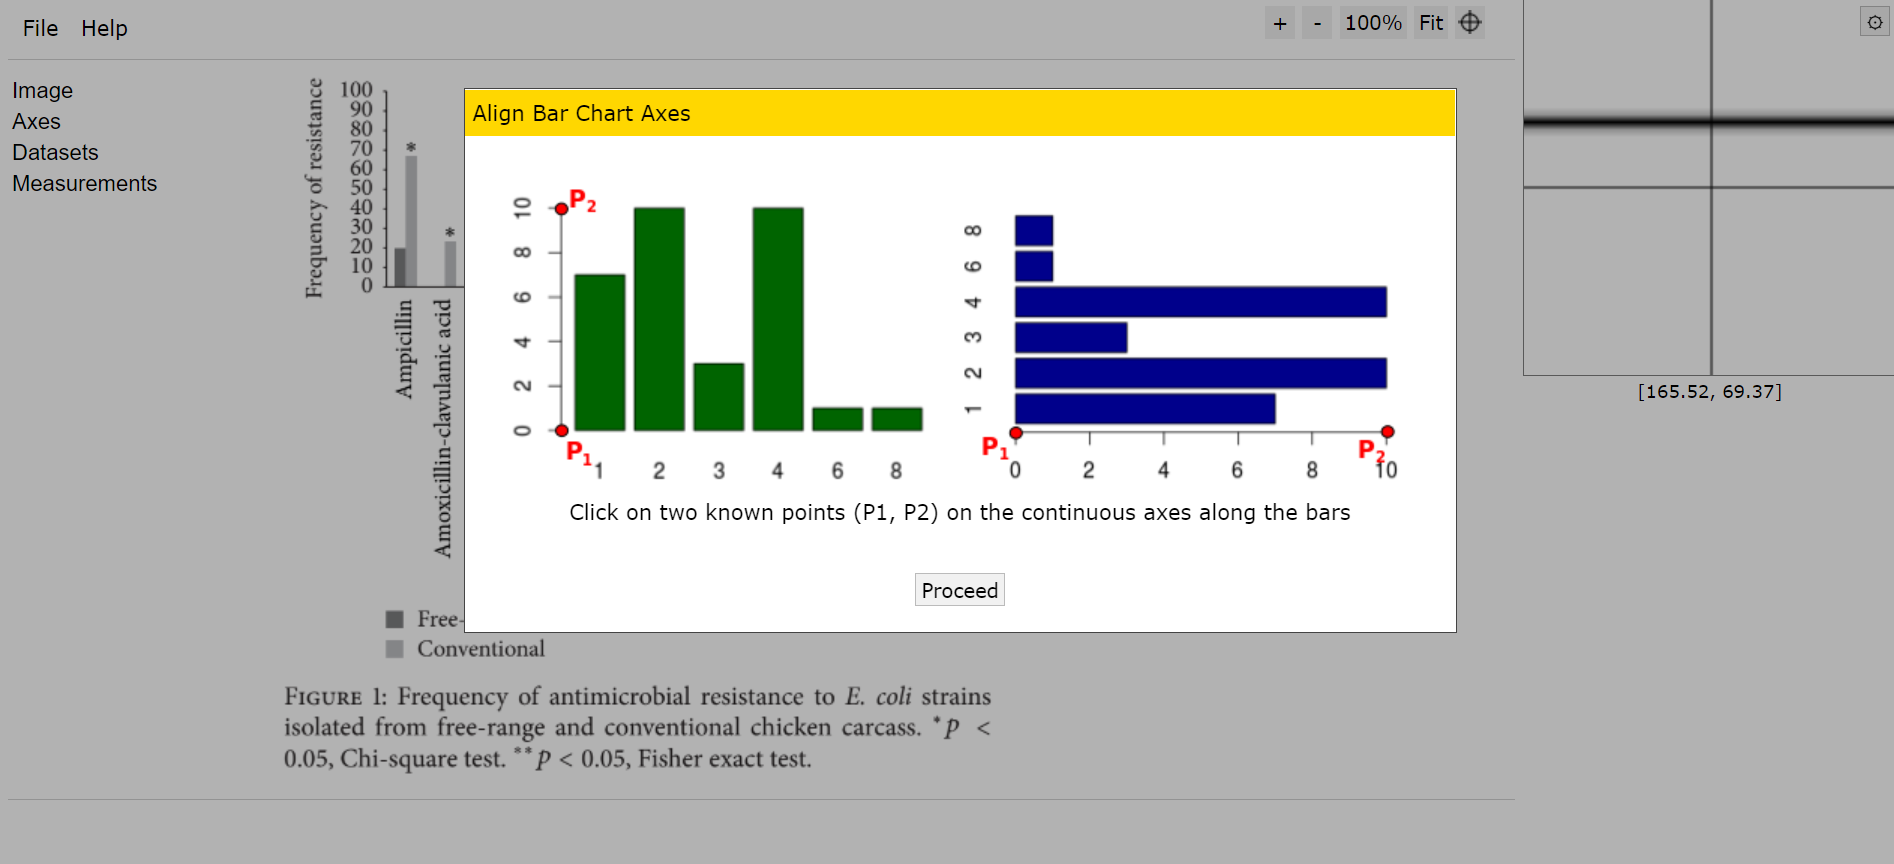 File Help
+ - 100% Fit
Image
Axes
Datasets
Measurements
Frequency of resistance
100
90
80
70
60
50
40
30
20
10
0
*
*
Ampicillin
Amoxicillin-clavulanic acid
Free-
Conventional
FIGURE 1: Frequency of antimicrobial resistance to E. coli strains
isolated from free-range and conventional chicken carcass. *p <
0.05, Chi-square test. **p < 0.05, Fisher exact test.
Align Bar Chart Axes
10
8
6
4
2
0
P2
P1
1 2 3 4 6 8
8
6
4
3
2
1
P1
P2
0 2 4 6 8 10
Click on two known points (P1, P2) on the continuous axes along the bars
Proceed
[165.52, 69.37]